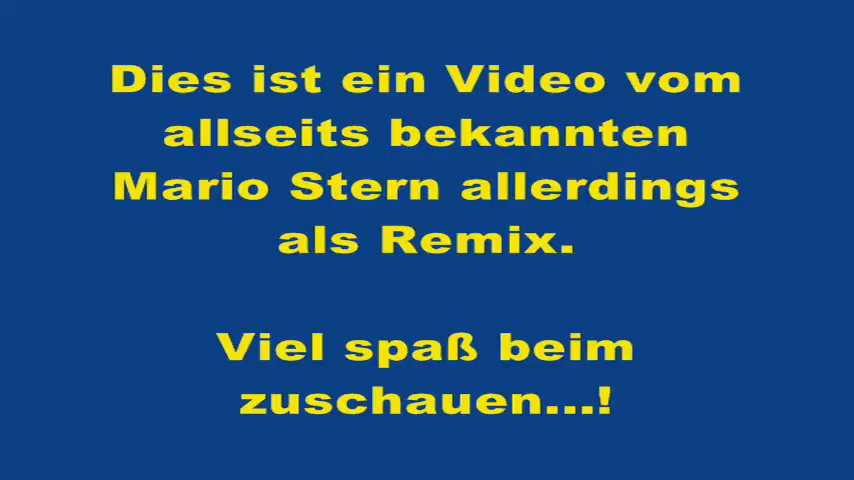 Dies ist ein Video vom
allseits bekannten
Mario Stern allerdings
als Remix.
Viel spaß beim
zuschauen...!